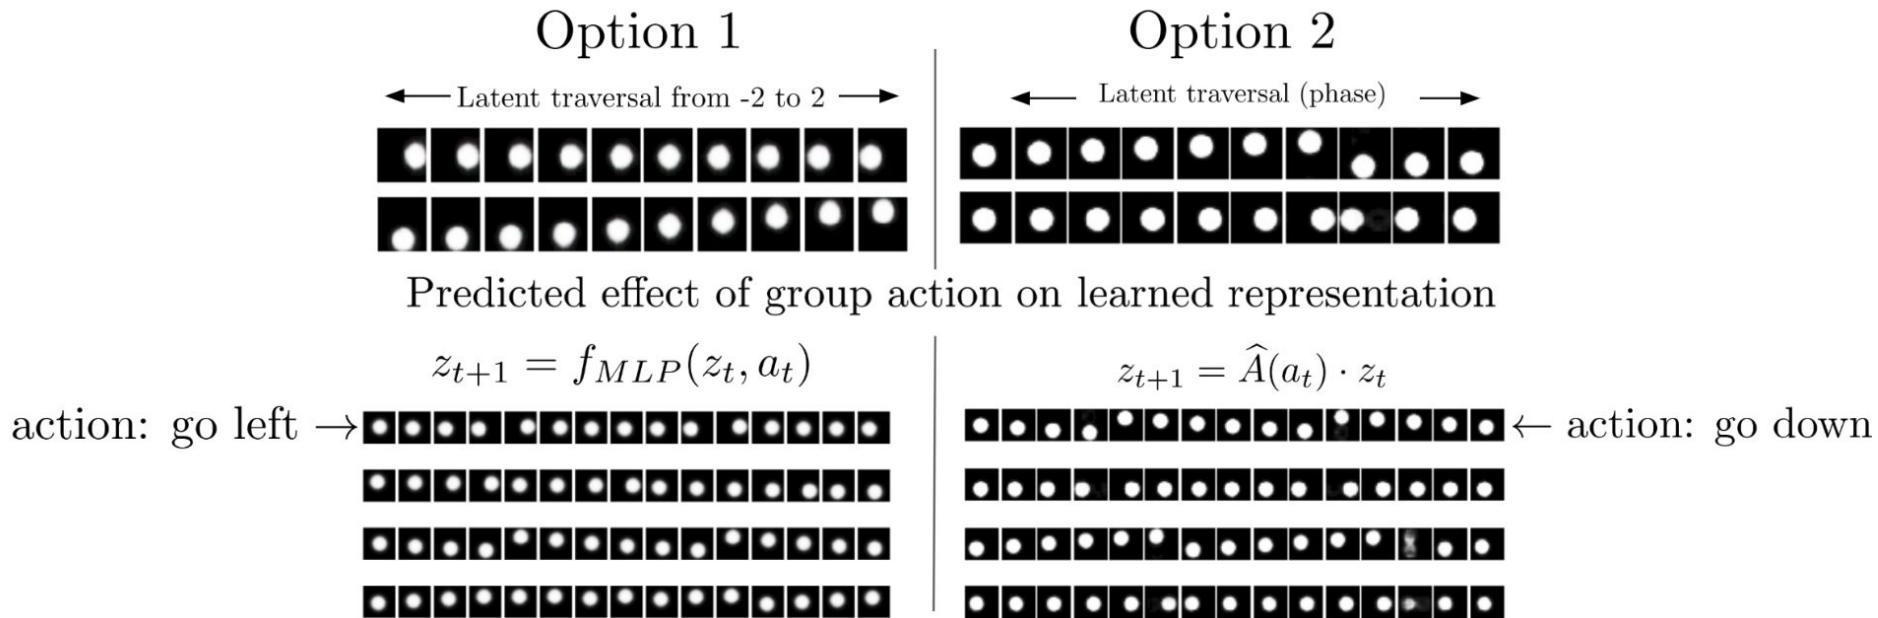 Option 1
Option 2
Latent traversal from -2 to 2
Latent traversal (phase)
Predicted effect of group action on learned representation
z_{t+1} = f_{MLP}(z_t, a_t)
z_{t+1} = \widehat{A}(a_t) · z_t
action: go left →
← action: go down